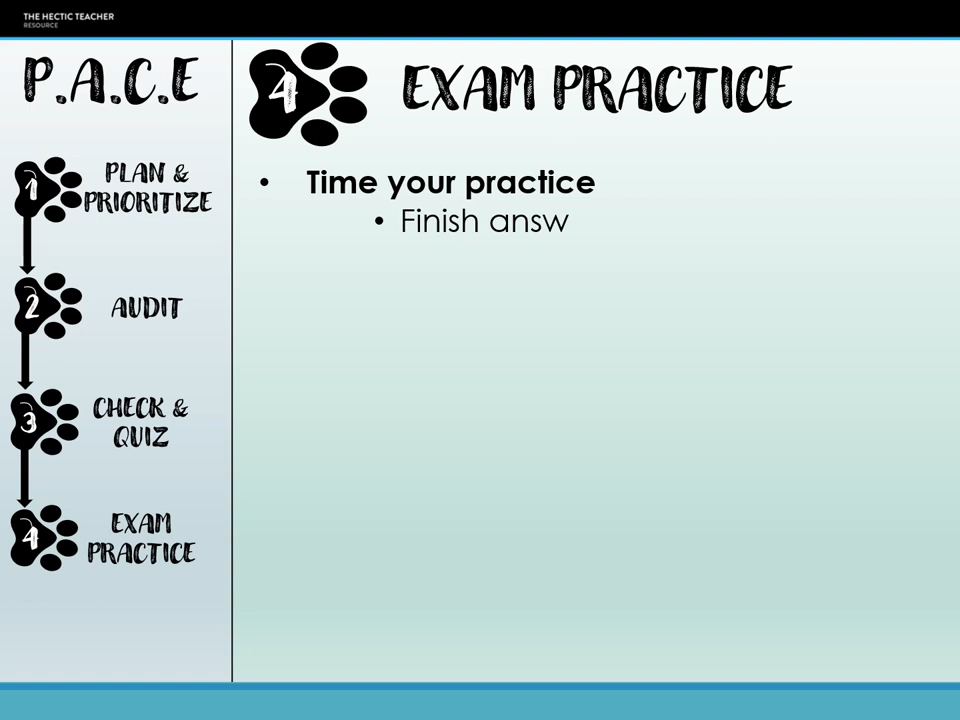 THE HECTIC TEACHER
RESOURCE
P.A.C.E
1
PLAN &
PRIORITIZE
2
AUDIT
3
CHECK &
QUIZ
4
EXAM
PRACTICE
4
EXAM PRACTICE
• Time your practice
• Finish answ